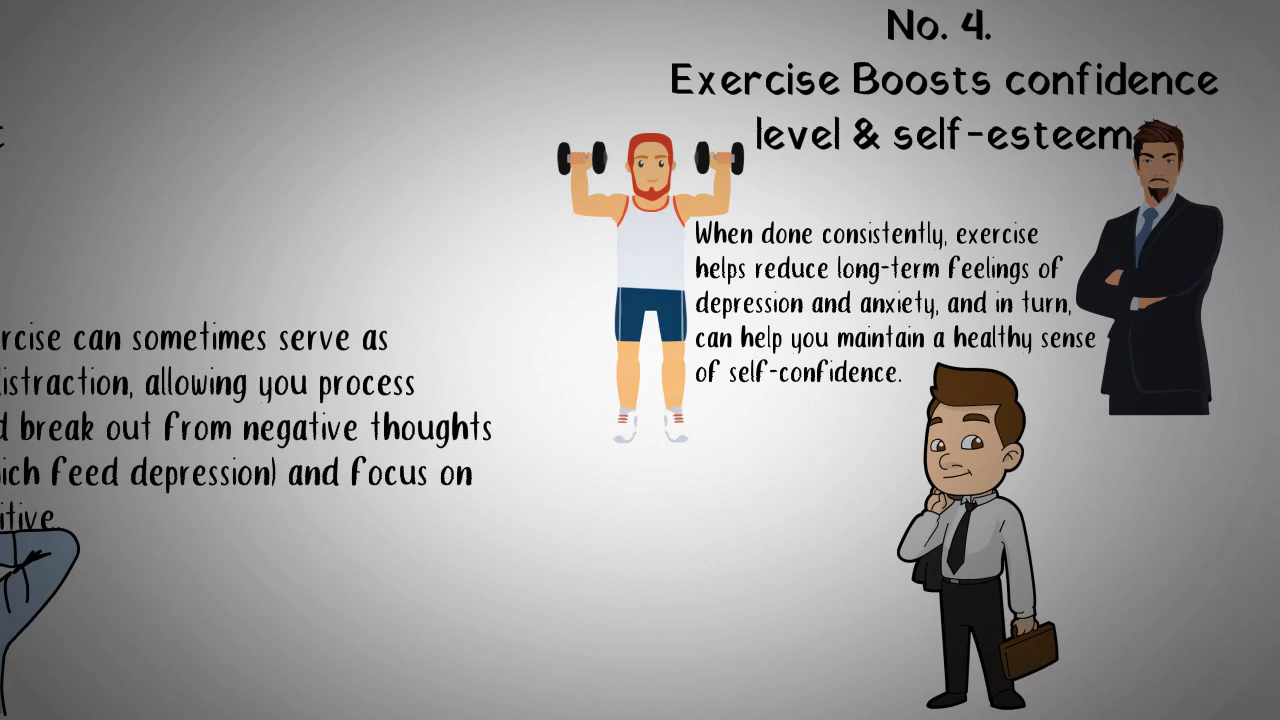 No. 4.
Exercise Boosts confidence
level & self-esteem
When done consistently, exercise
helps reduce long-term feelings of
depression and anxiety, and in turn,
can help you maintain a healthy sense
of self-confidence.
can sometimes serve as
allowing you process
break out from negative thoughts
feed depression) and focus on